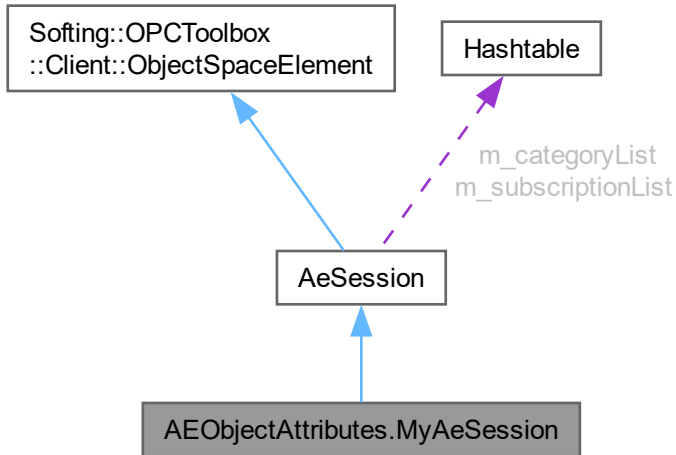 Softing::OPCToolbox
::Client::ObjectSpaceElement
Hashtable
m_categoryList
m_subscriptionList
AeSession
AEObjectAttributes.MyAeSession